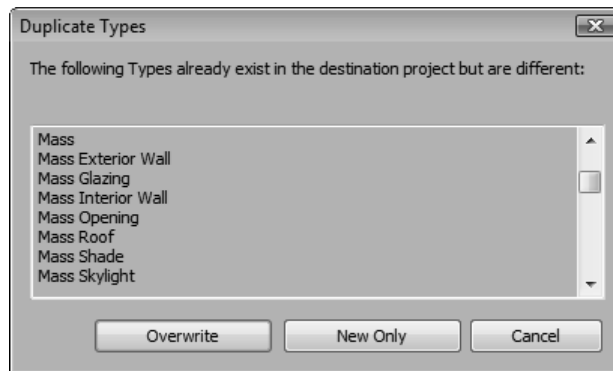 Duplicate Types
The following Types already exist in the destination project but are different:
Mass
Mass Exterior Wall
Mass Glazing
Mass Interior Wall
Mass Opening
Mass Roof
Mass Shade
Mass Skylight
Overwrite
New Only
Cancel